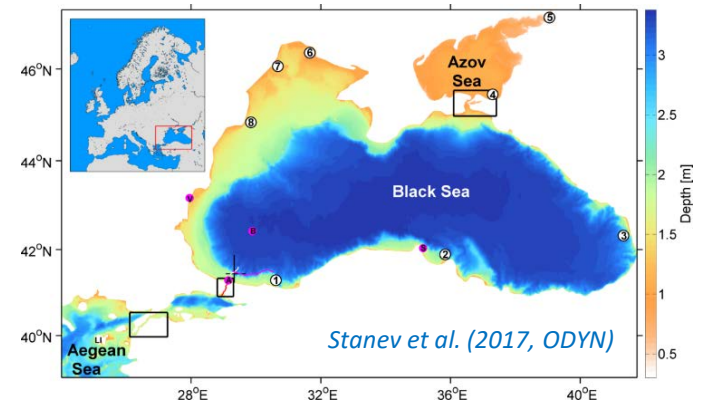 46°N
44°N
42°N
40°N
28°E
32°E
36°E
40°E
Azov
Sea
Black Sea
Aegean
Sea
Li
V
B
A
S
1
2
3
4
5
6
7
8
Stanev et al. (2017, ODYN)
3
2.5
2
1.5
1
0.5
Depth [m]